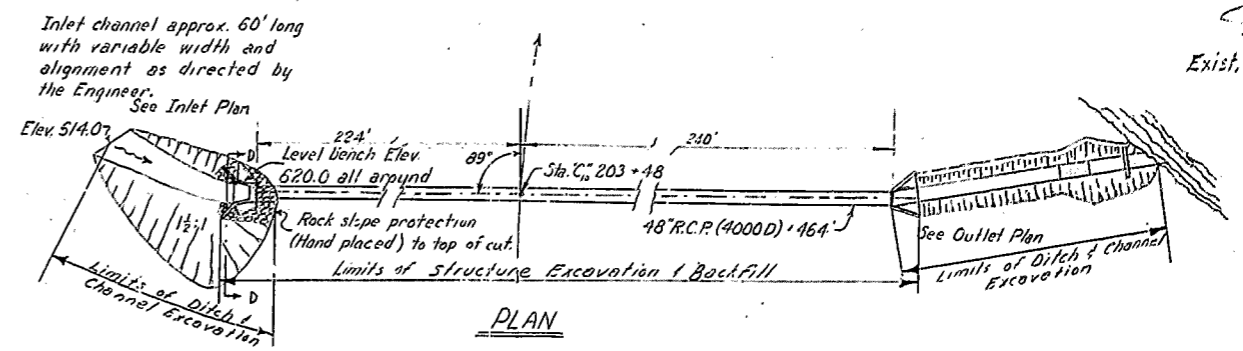 Inlet channel approx. 60' long
with variable width and
alignment as directed by
the Engineer.
See Inlet Plan
Exist.
Elev. 514.0?
D
224'
240'
89°
Level bench Elev.
620.0 all around
Sta. "C" 203 + 48
1½:1
Rock slope protection
(Hand placed) to top of cut.
48" R.C.P. (4000D) 464'
See Outlet Plan
Limits of Structure Excavation & Backfill
Limits of Ditch & Channel
Excavation
Limits of Ditch &
Channel Excavation
D
PLAN